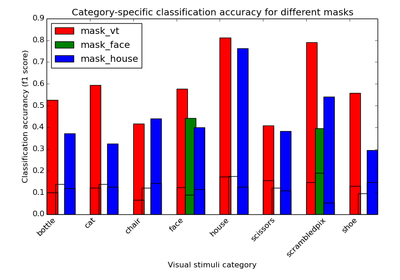 Category-specific classification accuracy for different masks
mask_vt
mask_face
mask_house
Classification accurancy (f1 score)
0.9
0.8
0.7
0.6
0.5
0.4
0.3
0.2
0.1
0.0
bottle
cat
chair
face
house
scissors
scrambledpix
shoe
Visual stimuli category